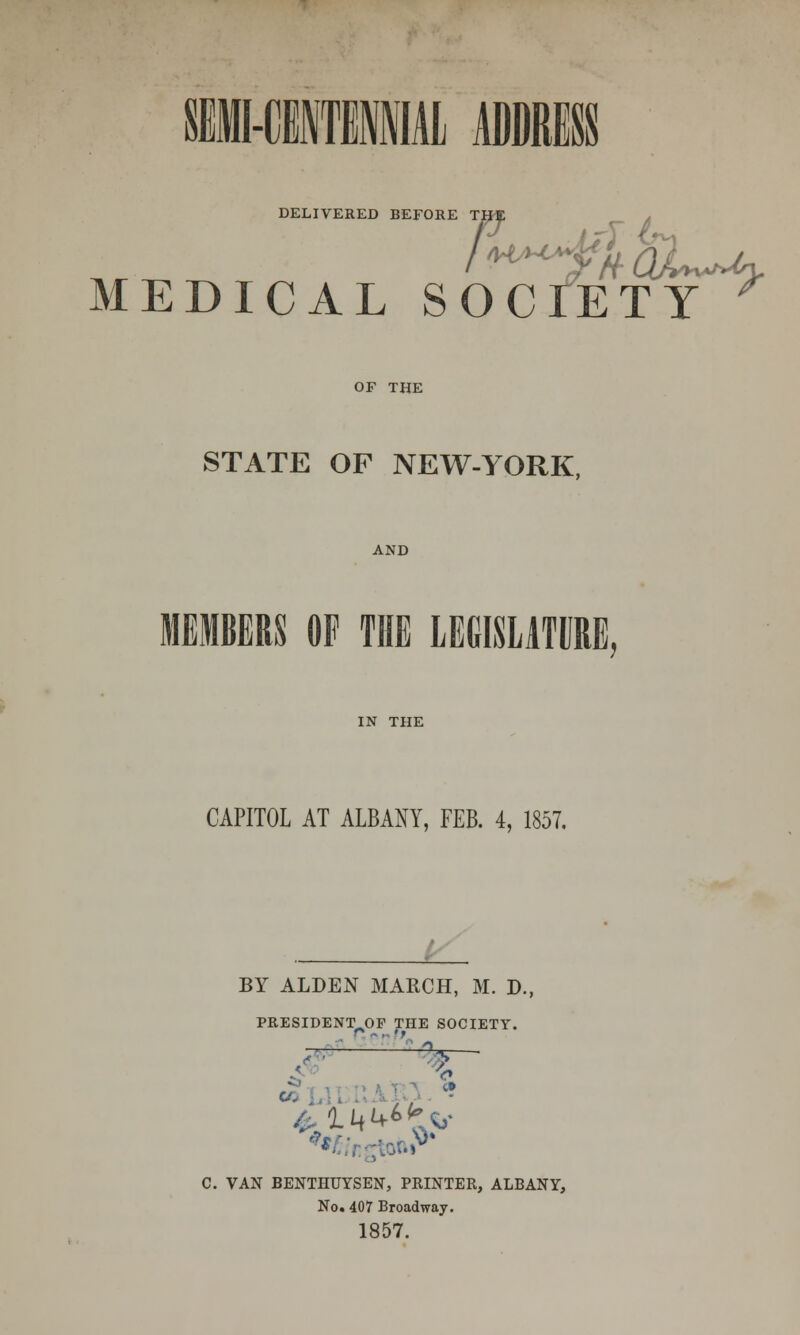 SEMI-CENTENNIAL ADDRESS
DELIVERED BEFORE THE
MEDICAL SOCIETY
OF THE
STATE OF NEW-YORK,
AND
MEMBERS OF THE LEGISLATURE,
IN THE
CAPITOL AT ALBANY, FEB. 4, 1857.
BY ALDEN MARCH, M. D.,
PRESIDENT OF THE SOCIETY.
LIBRARY
C. VAN BENTHUYSEN, PRINTER, ALBANY,
No. 407 Broadway.
1857.